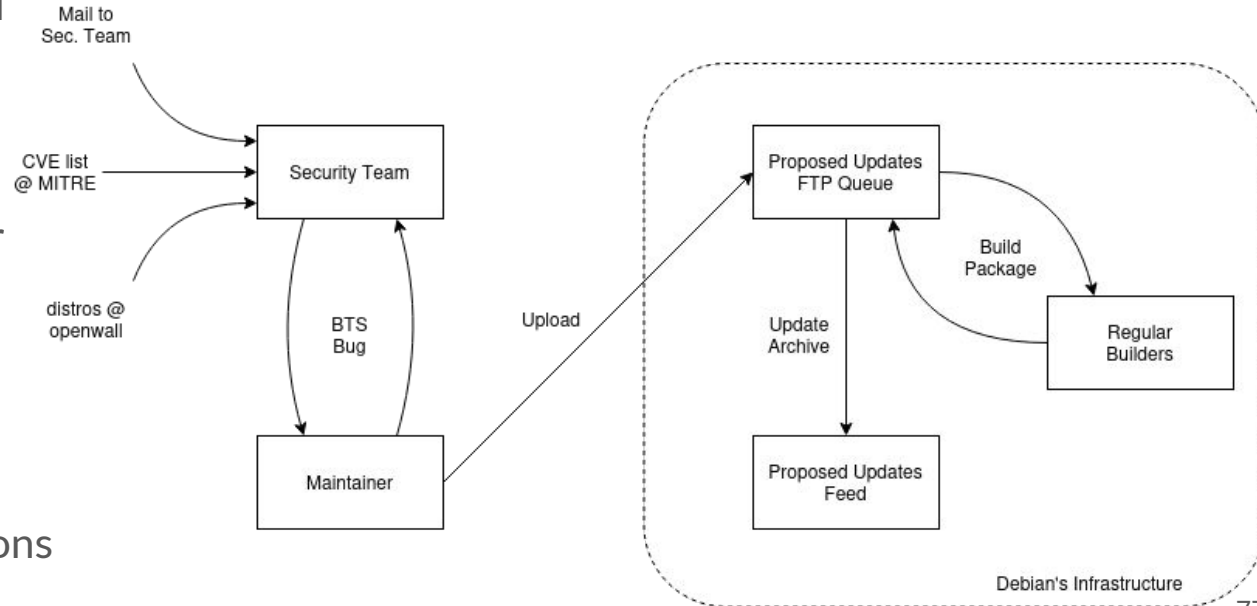 Mail to
Sec. Team
CVE list
@ MITRE
distros @
openwall
Security Team
BTS
Bug
Maintainer
Upload
Proposed Updates
FTP Queue
Build
Package
Update
Archive
Regular
Builders
Proposed Updates
Feed
Debian's Infrastructure
ons